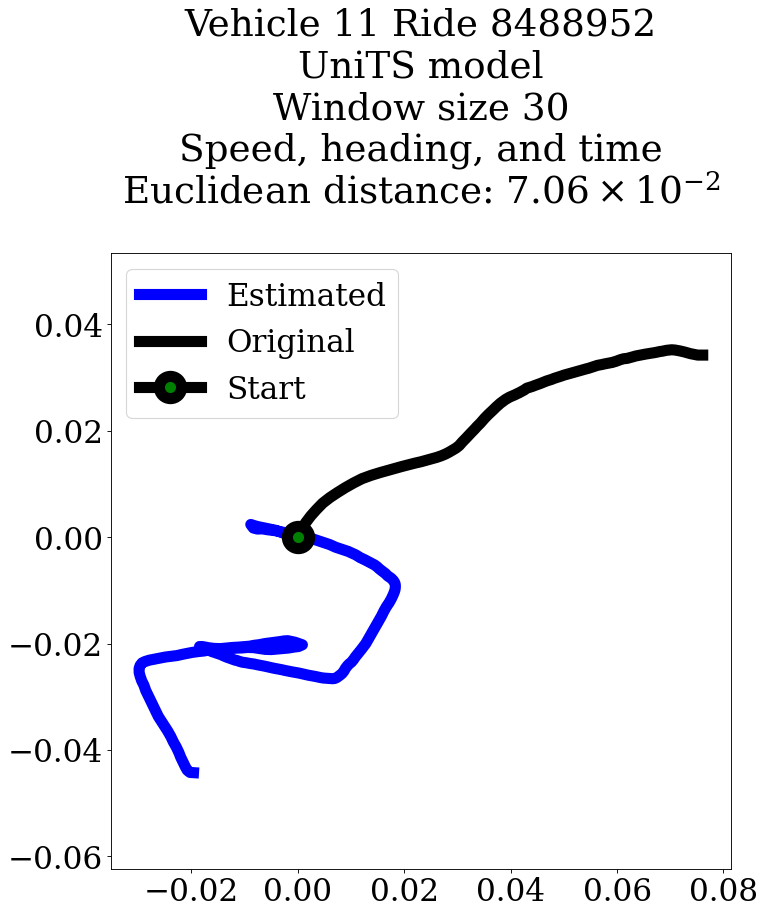 Vehicle 11 Ride 8488952
UniTS model
Window size 30
Speed, heading, and time
Euclidean distance: 7.06 × 10⁻²
Estimated
Original
Start
0.04
0.02
0.00
−0.02
−0.04
−0.06
−0.02 0.00 0.02 0.04 0.06 0.08